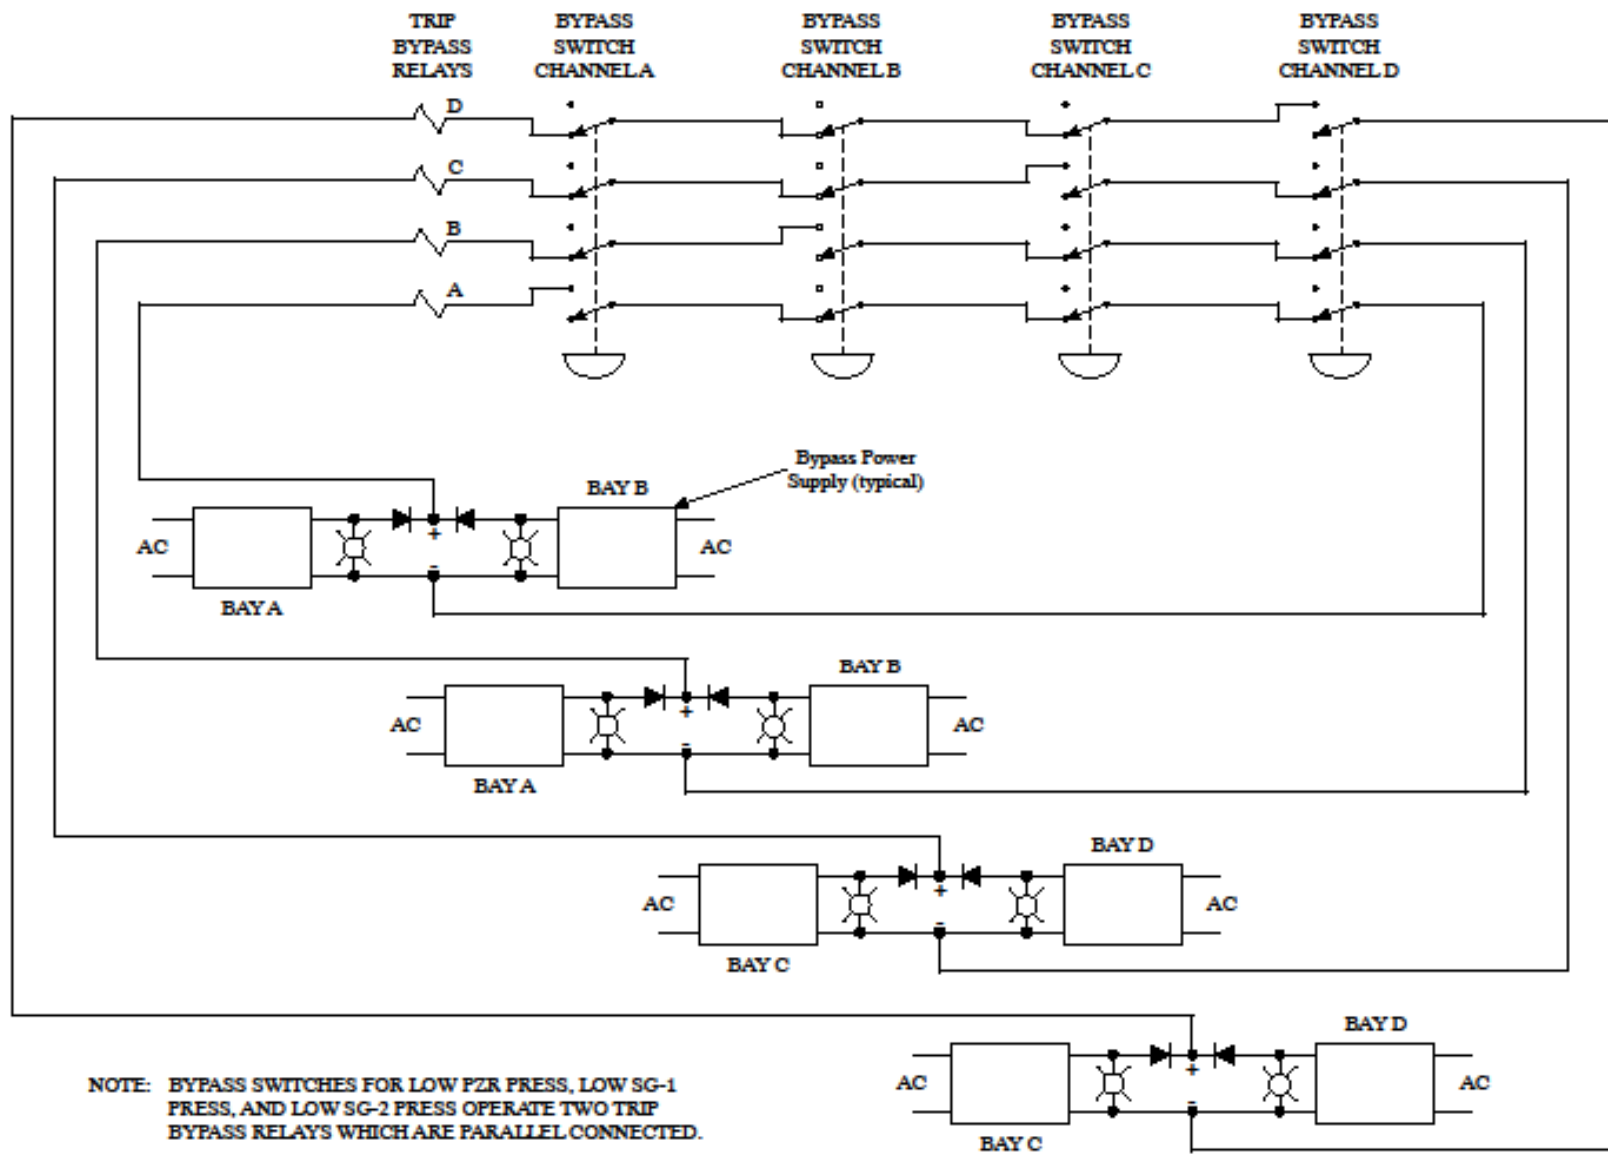 TRIP
BYPASS
RELAYS
BYPASS
SWITCH
CHANNEL A
BYPASS
SWITCH
CHANNEL B
BYPASS
SWITCH
CHANNEL C
BYPASS
SWITCH
CHANNEL D
D
C
B
A
Bypass Power
Supply (typical)
BAY B
AC
+
-
AC
BAY A
BAY B
AC
+
-
AC
BAY A
BAY D
AC
+
-
AC
BAY C
BAY D
AC
+
-
AC
BAY C
NOTE: BYPASS SWITCHES FOR LOW PZR PRESS, LOW SG-1
PRESS, AND LOW SG-2 PRESS OPERATE TWO TRIP
BYPASS RELAYS WHICH ARE PARALLEL CONNECTED.